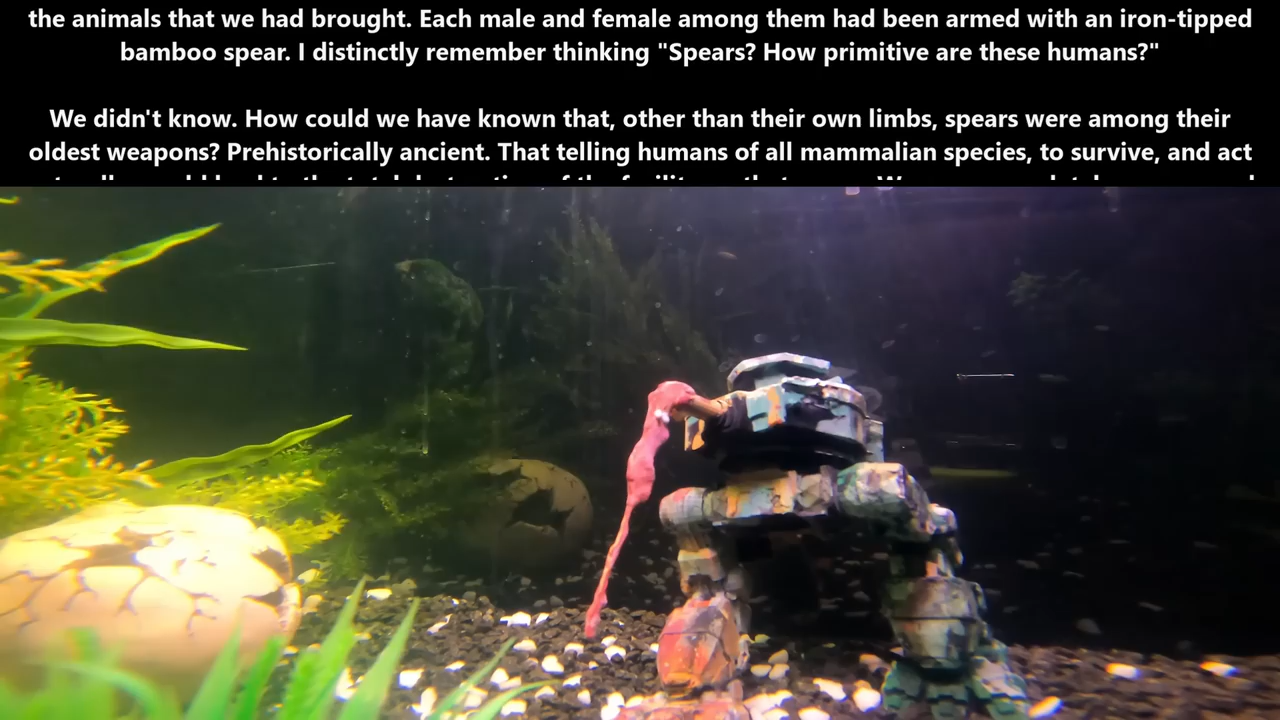 the animals that we had brought. Each male and female among them had been armed with an iron-tipped
bamboo spear. I distinctly remember thinking "Spears? How primitive are these humans?"
We didn't know. How could we have known that, other than their own limbs, spears were among their
oldest weapons? Prehistorically ancient. That telling humans of all mammalian species, to survive, and act